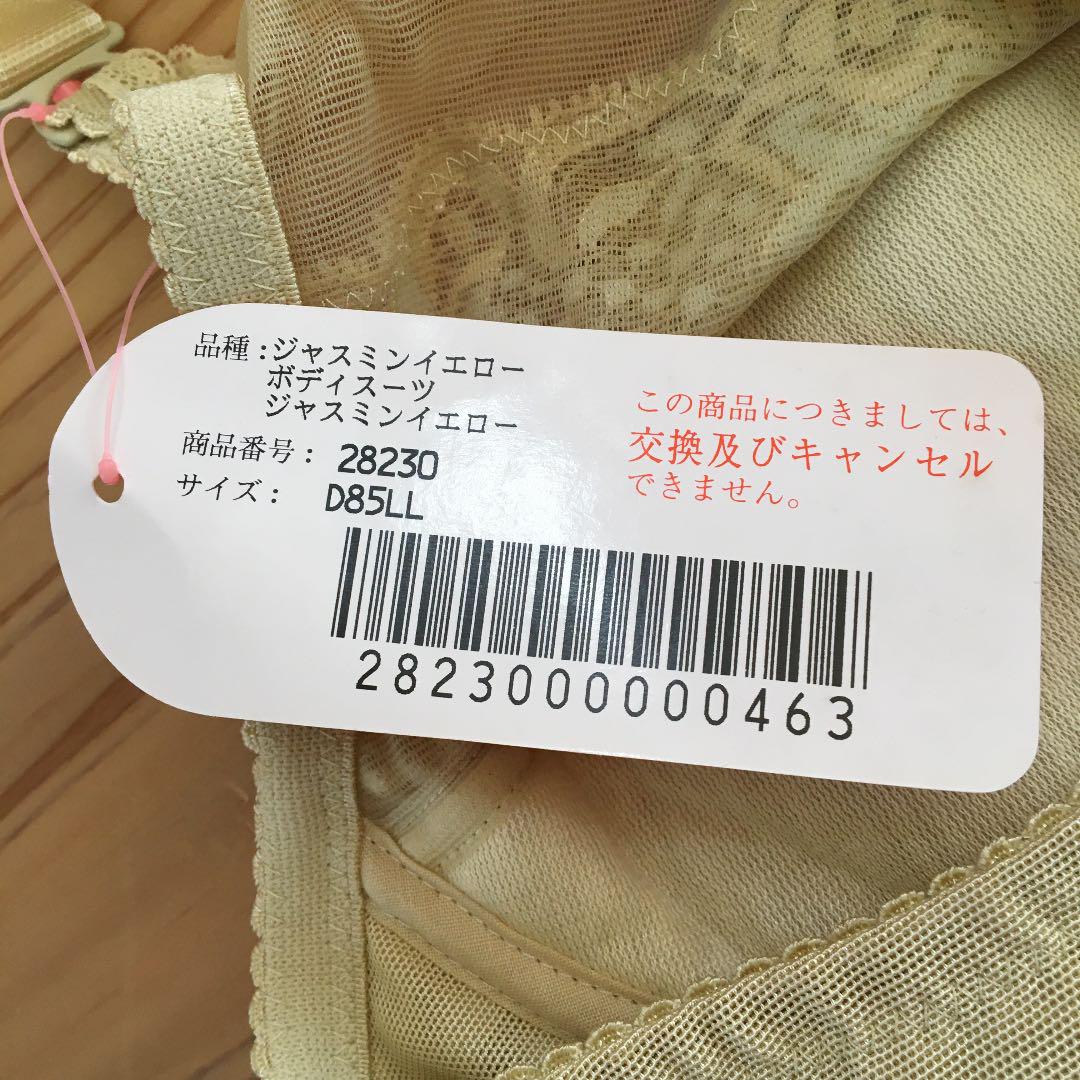 品種:ジャスミンイエロー
ボディスーツ
ジャスミンイエロー
商品番号: 28230
サイズ: D85LL
この商品につきましては、
交換及びキャンセル
できません。
2823000000463